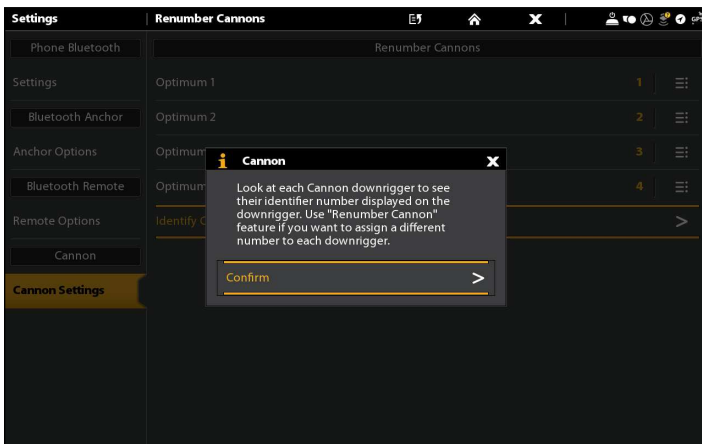 Settings
Renumber Cannons
Phone Bluetooth
Renumber Cannons
Settings
Optimum 1
1
Bluetooth Anchor
Optimum 2
2
Anchor Options
Optimum
3
Bluetooth Remote
Optimum
4
Remote Options
Identify C
Cannon
Cannon Settings
Cannon
Look at each Cannon downrigger to see
their identifier number displayed on the
downrigger. Use "Renumber Cannon"
feature if you want to assign a different
number to each downrigger.
Confirm